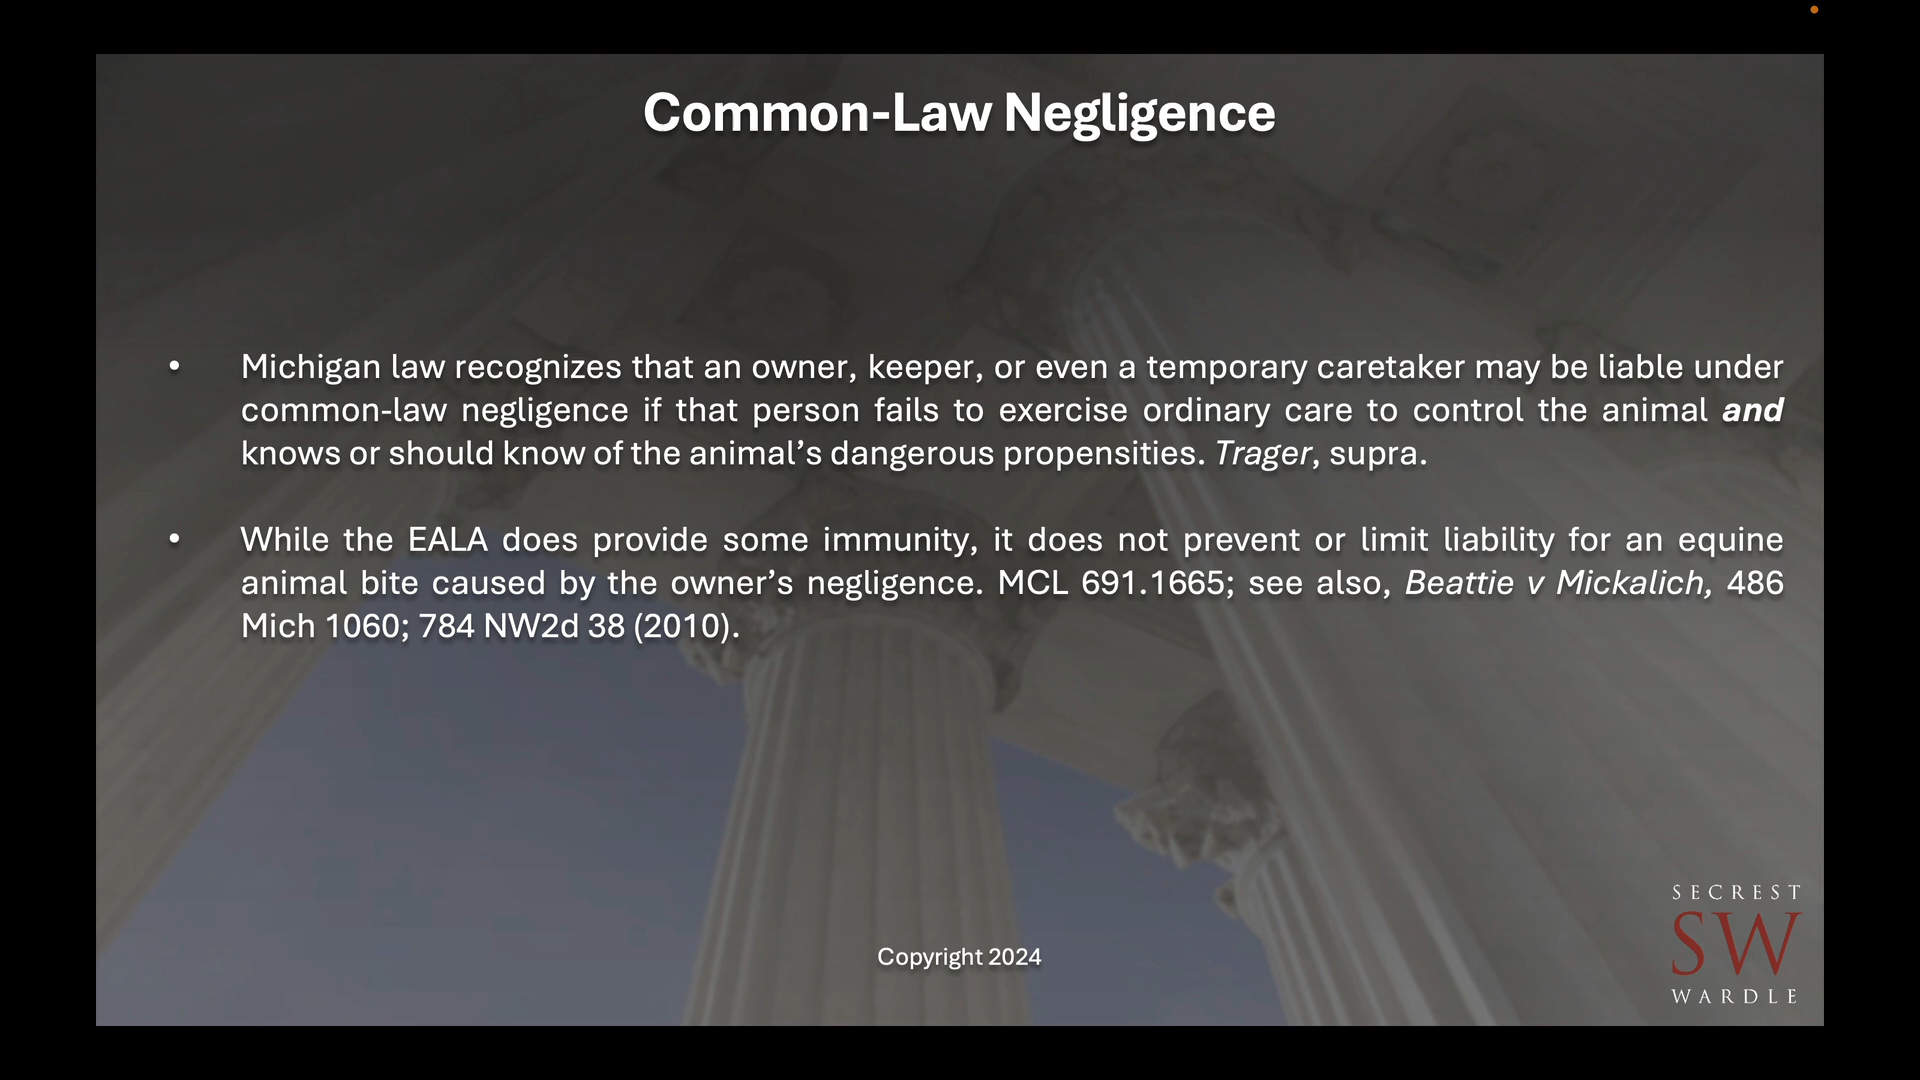 Common-Law Negligence
• Michigan law recognizes that an owner, keeper, or even a temporary caretaker may be liable under
common-law negligence if that person fails to exercise ordinary care to control the animal and
knows or should know of the animal’s dangerous propensities. Trager, supra.
• While the EALA does provide some immunity, it does not prevent or limit liability for an equine
animal bite caused by the owner’s negligence. MCL 691.1665; see also, Beattie v Mickalich, 486
Mich 1060; 784 NW2d 38 (2010).
Copyright 2024
SECREST
SW
WARDLE